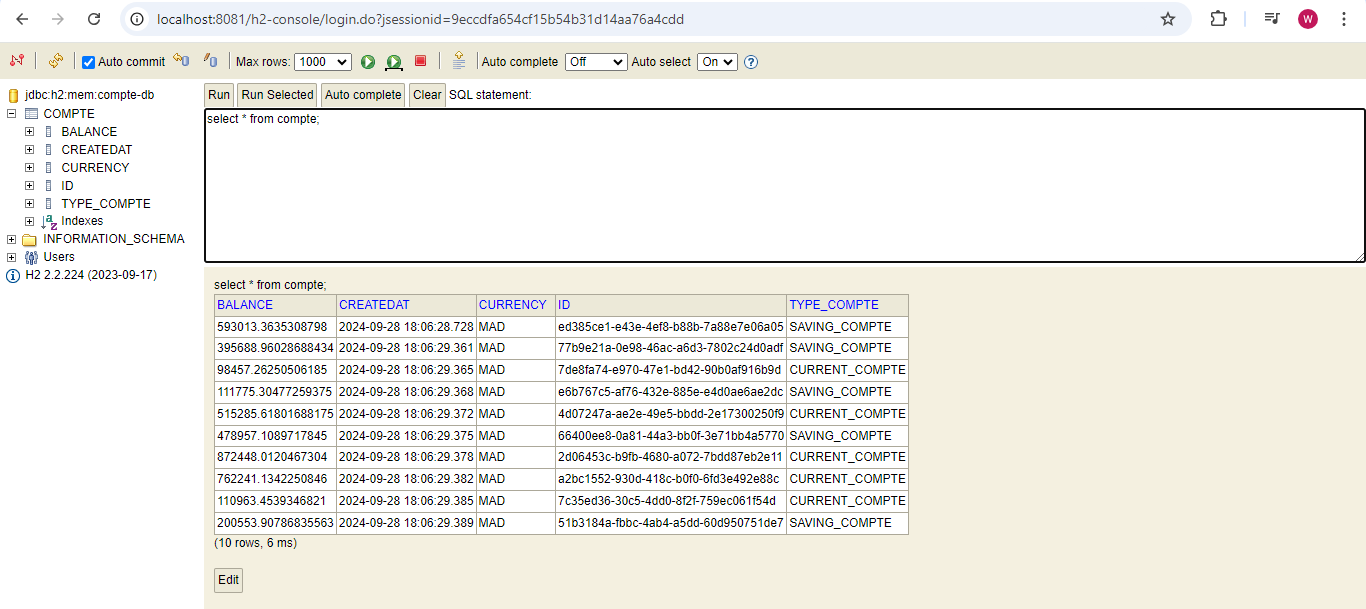 localhost:8081/h2-console/login.do?jsessionid=9eccdfa654cf15b54b31d14aa76a4cdd
W
Auto commit Max rows: 1000 Auto complete Off Auto select On
jdbc:h2:mem:compte-db
COMPTE
BALANCE
CREATEDAT
CURRENCY
ID
TYPE_COMPTE
Indexes
INFORMATION_SCHEMA
Users
H2 2.2.224 (2023-09-17)
Run Run Selected Auto complete Clear SQL statement:
select * from compte;
select * from compte;
BALANCE CREATEDAT CURRENCY ID TYPE_COMPTE
593013.3635308798 2024-09-28 18:06:28.728 MAD ed385ce1-e43e-4ef8-b88b-7a88e7e06a05 SAVING_COMPTE
395688.96028688434 2024-09-28 18:06:29.361 MAD 77b9e21a-0e98-46ac-a6d3-7802c24d0adf SAVING_COMPTE
98457.26250506185 2024-09-28 18:06:29.365 MAD 7de8fa74-e970-47e1-bd42-90b0af916b9d CURRENT_COMPTE
111775.30477259375 2024-09-28 18:06:29.368 MAD e6b767c5-af76-432e-885e-e4d0ae6ae2dc SAVING_COMPTE
515285.61801688175 2024-09-28 18:06:29.372 MAD 4d07247a-ae2e-49e5-bbdd-2e17300250f9 CURRENT_COMPTE
478957.1089717845 2024-09-28 18:06:29.375 MAD 66400ee8-0a81-44a3-bb0f-3e71bb4a5770 SAVING_COMPTE
872448.0120467304 2024-09-28 18:06:29.378 MAD 2d06453c-b9fb-4680-a072-7bdd87eb2e11 CURRENT_COMPTE
762241.1342250846 2024-09-28 18:06:29.382 MAD a2bc1552-930d-418c-b0f0-6fd3e492e88c CURRENT_COMPTE
110963.4539346821 2024-09-28 18:06:29.385 MAD 7c35ed36-30c5-4dd0-8f2f-759ec061f54d CURRENT_COMPTE
200553.90786835563 2024-09-28 18:06:29.389 MAD 51b3184a-fbbc-4ab4-a5dd-60d950751de7 SAVING_COMPTE
(10 rows, 6 ms)
Edit